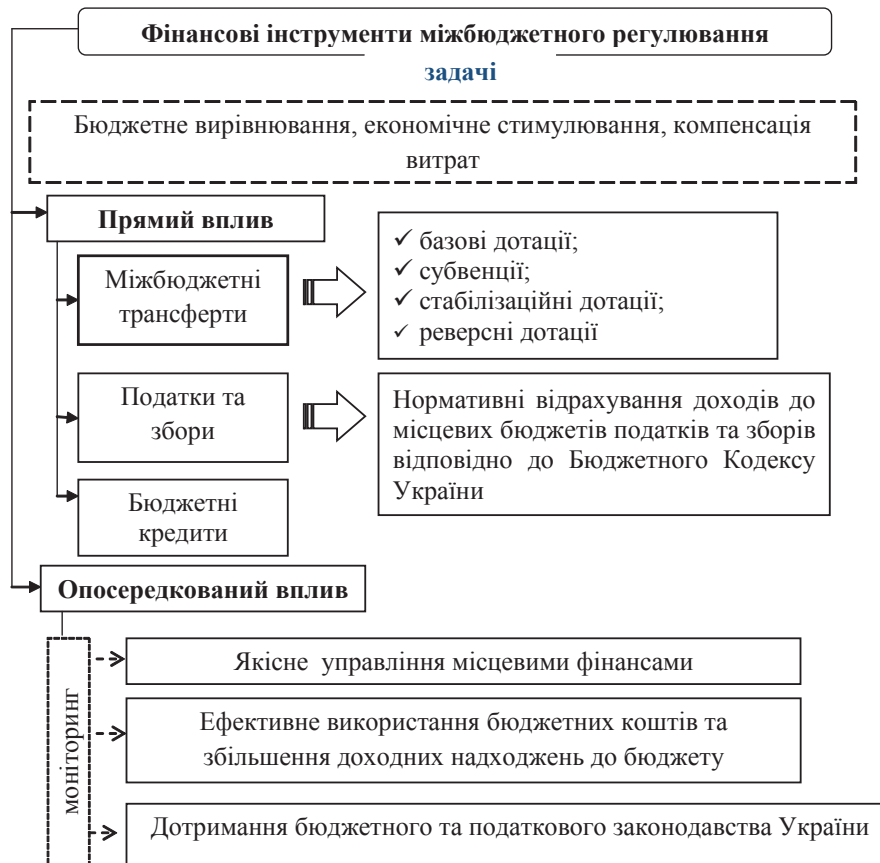 Фінансові інструменти міжбюджетного регулювання
задачі
Бюджетне вирівнювання, економічне стимулювання, компенсація
витрат
Прямий вплив
Міжбюджетні
трансферти
✓ базові дотації;
✓ субвенції;
✓ стабілізаційні дотації;
✓ реверсні дотації
Податки та
збори
Нормативні відрахування доходів до
місцевих бюджетів податків та зборів
відповідно до Бюджетного Кодексу
України
Бюджетні
кредити
Опосередкований вплив
моніторинг
Якісне управління місцевими фінансами
Ефективне використання бюджетних коштів та
збільшення доходних надходжень до бюджету
Дотримання бюджетного та податкового законодавства України